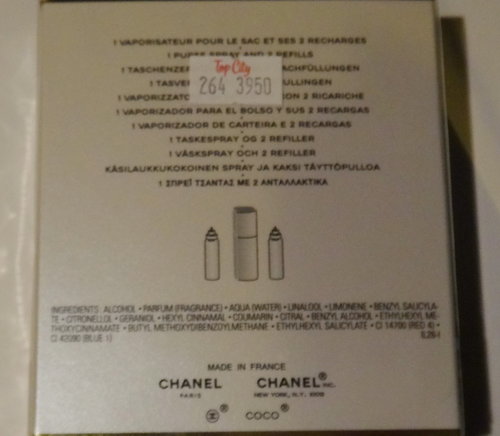 1 VAPORISATEUR POUR LE SAC ET SES 2 RECHARGES
1 PURSE SPRAY AND 2 REFILLS
1 TASCHENZER ACHFÜLLUNGEN
Top City
264 3950
1 TASVER ULLINGEN
1 VAPORIZZATO CON 2 RICARICHE
1 VAPORIZADOR PARA EL BOLSO Y SUS 2 RECARGAS
1 VAPORIZADOR DE CARTEIRA E 2 RECARGAS
1 TASKESPRAY OG 2 REFILLER
1 VÄSKSPRAY OCH 2 REFILLER
KÄSILAUKKUKOKOINEN SPRAY JA KAKSI TÄYTTÖPULLOA
1 ΣΠΡΕΪ ΤΣΑΝΤΑΣ ΜΕ 2 ΑΝΤΑΛΛΑΚΤΙΚΑ
INGREDIENTS: ALCOHOL • PARFUM (FRAGRANCE) • AQUA (WATER) • LINALOOL • LIMONENE • BENZYL SALICYLA-
TE • CITRONELLOL • GERANIOL • HEXYL CINNAMAL • COUMARIN • CITRAL • BENZYL ALCOHOL • ETHYLHEXYL ME-
THOXYCINNAMATE • BUTYL METHOXYDIBENZOYLMETHANE • ETHYLHEXYL SALICYLATE • CI 14700 (RED 4) •
CI 42090 (BLUE 1)
MADE IN FRANCE
CHANEL CHANEL® INC.
PARIS NEW YORK, N.Y. 10019
® COCO®